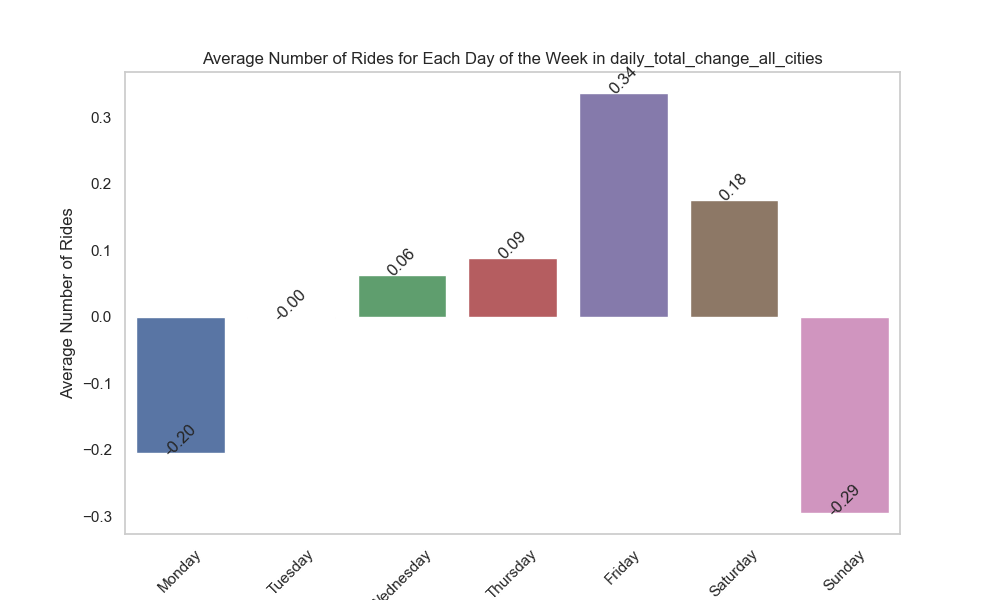 Average Number of Rides for Each Day of the Week in daily_total_change_all_cities
Average Number of Rides
0.3
0.2
0.1
0.0
−0.1
−0.2
−0.3
-0.20
-0.00
0.06
0.09
0.34
0.18
-0.29
Monday
Tuesday
Wednesday
Thursday
Friday
Saturday
Sunday